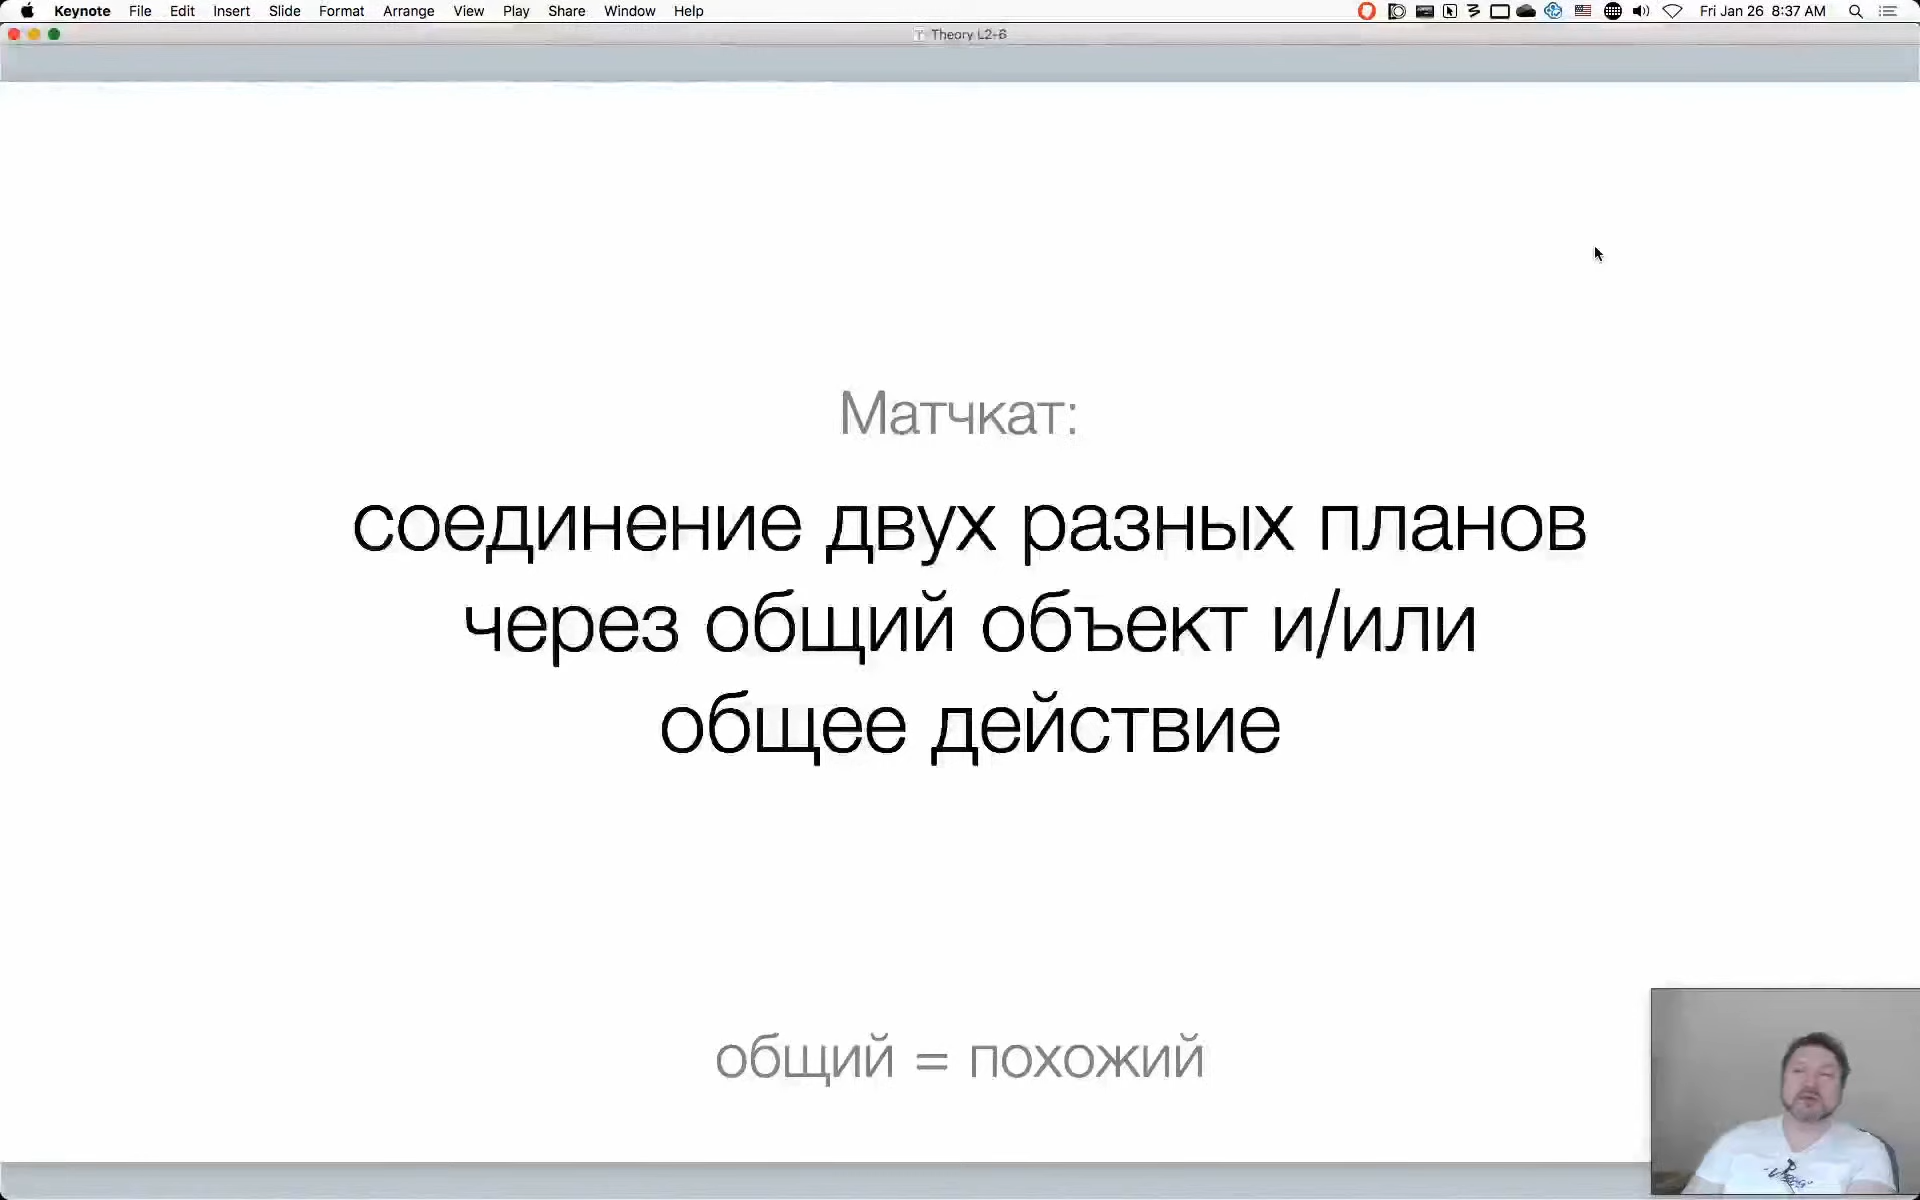 Keynote File Edit Insert Slide Format Arrange View Play Share Window Help Fri Jan 26 8:37 AM
Theory L2-6
Матчкат:
соединение двух разных планов
через общий объект и/или
общее действие
общий = похожий